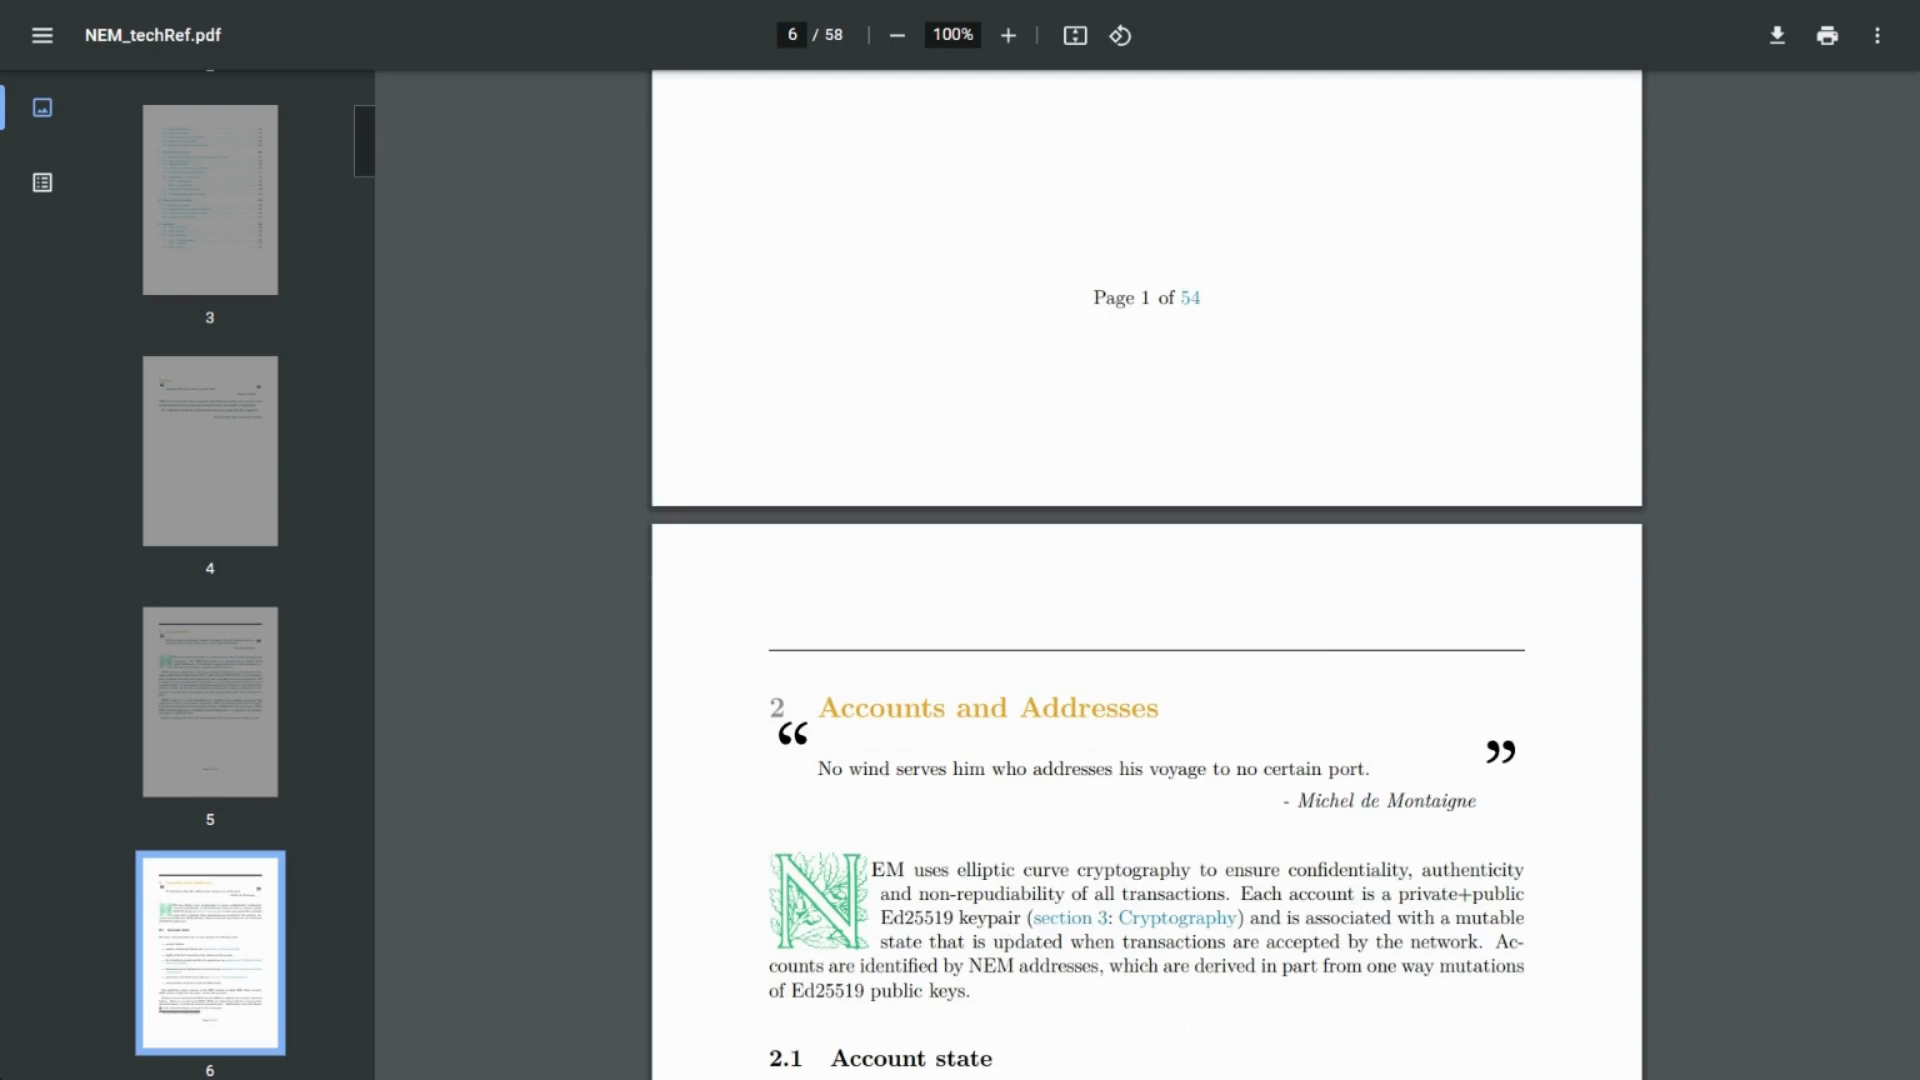 NEM_techRef.pdf
6 / 58
100%
3
4
5
6
Page 1 of 54
2 Accounts and Addresses
“
”
No wind serves him who addresses his voyage to no certain port.
- Michel de Montaigne
NEM uses elliptic curve cryptography to ensure confidentiality, authenticity
and non-repudiability of all transactions. Each account is a private+public
Ed25519 keypair (section 3: Cryptography) and is associated with a mutable
state that is updated when transactions are accepted by the network. Ac-
counts are identified by NEM addresses, which are derived in part from one way mutations
of Ed25519 public keys.
2.1 Account state